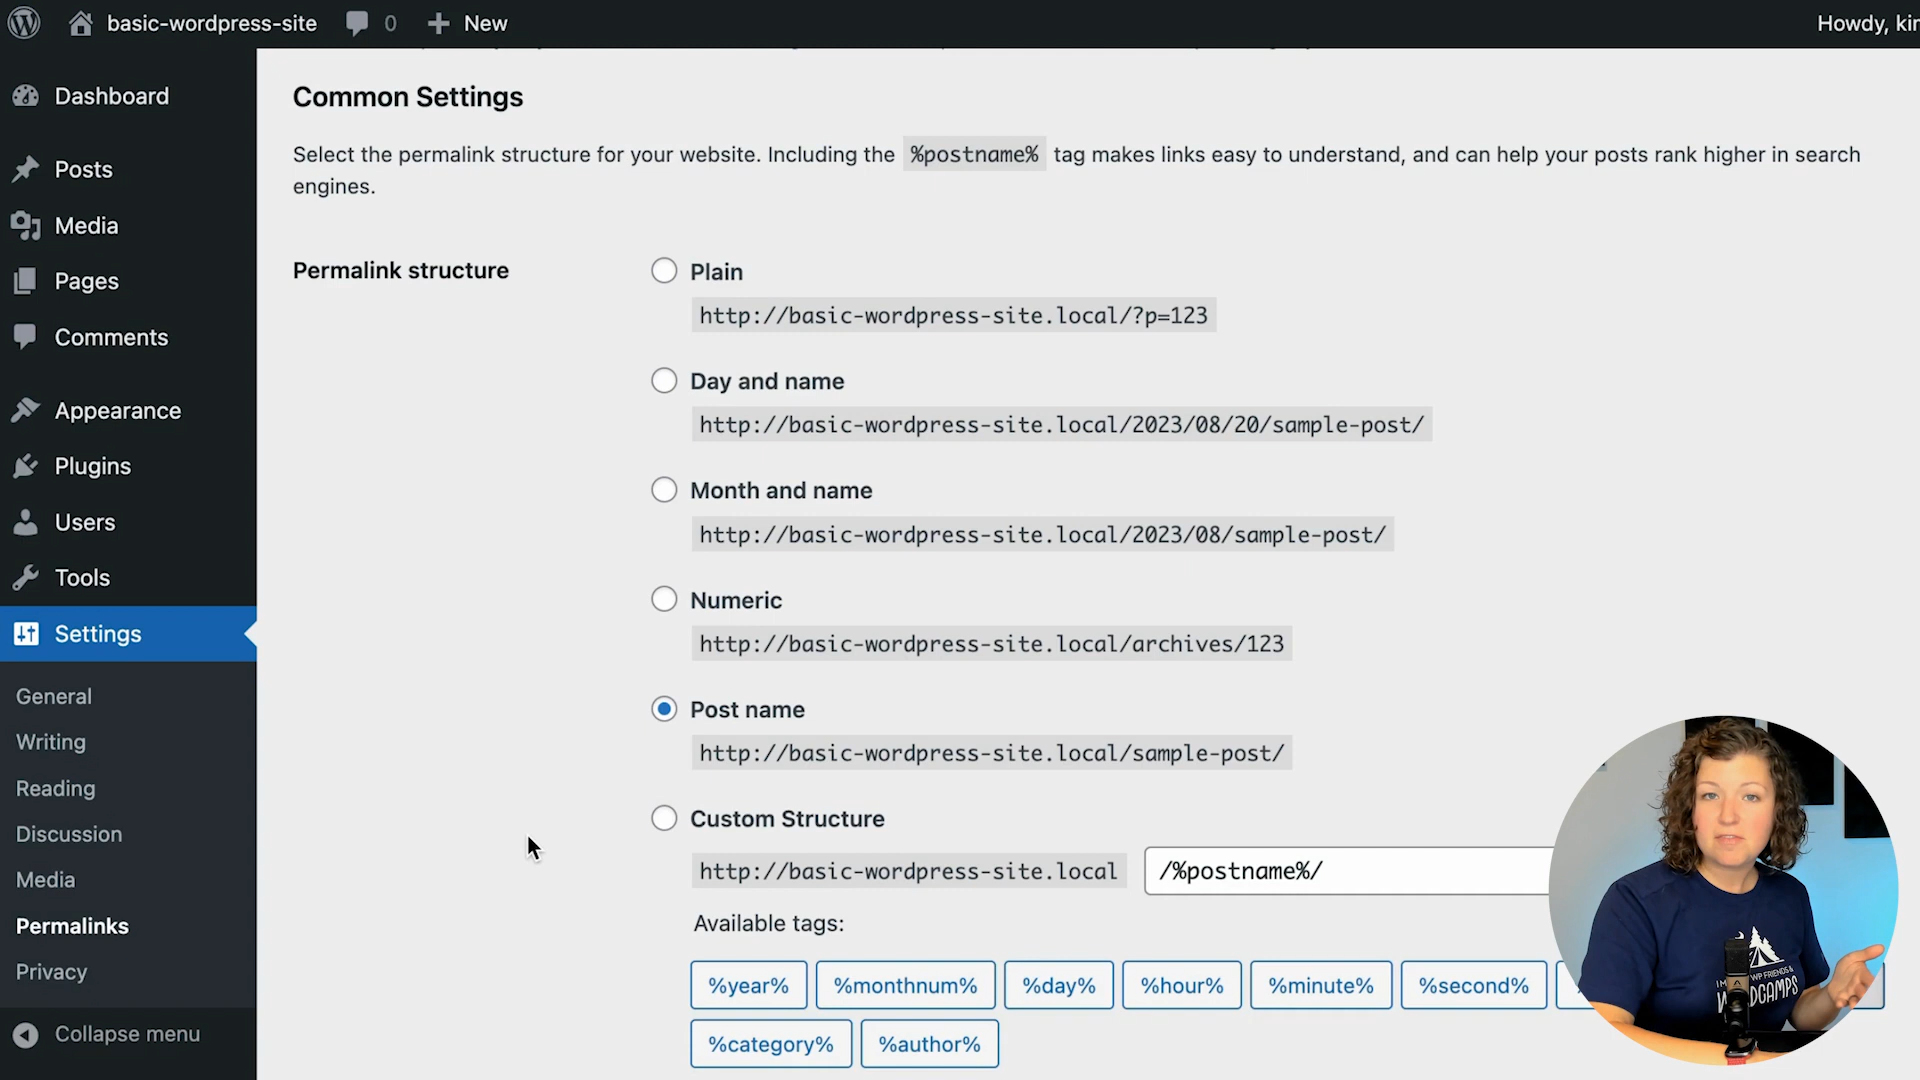 basic-wordpress-site 0 New Howdy, kin
Dashboard
Posts
Media
Pages
Comments
Appearance
Plugins
Users
Tools
Settings
General
Writing
Reading
Discussion
Media
Permalinks
Privacy
Collapse menu
Common Settings
Select the permalink structure for your website. Including the %postname% tag makes links easy to understand, and can help your posts rank higher in search
engines.
Permalink structure
Plain
http://basic-wordpress-site.local/?p=123
Day and name
http://basic-wordpress-site.local/2023/08/20/sample-post/
Month and name
http://basic-wordpress-site.local/2023/08/sample-post/
Numeric
http://basic-wordpress-site.local/archives/123
Post name
http://basic-wordpress-site.local/sample-post/
Custom Structure
http://basic-wordpress-site.local /%postname%/
Available tags:
%year% %monthnum% %day% %hour% %minute% %second%
%category% %author%
WP FRIENDS &